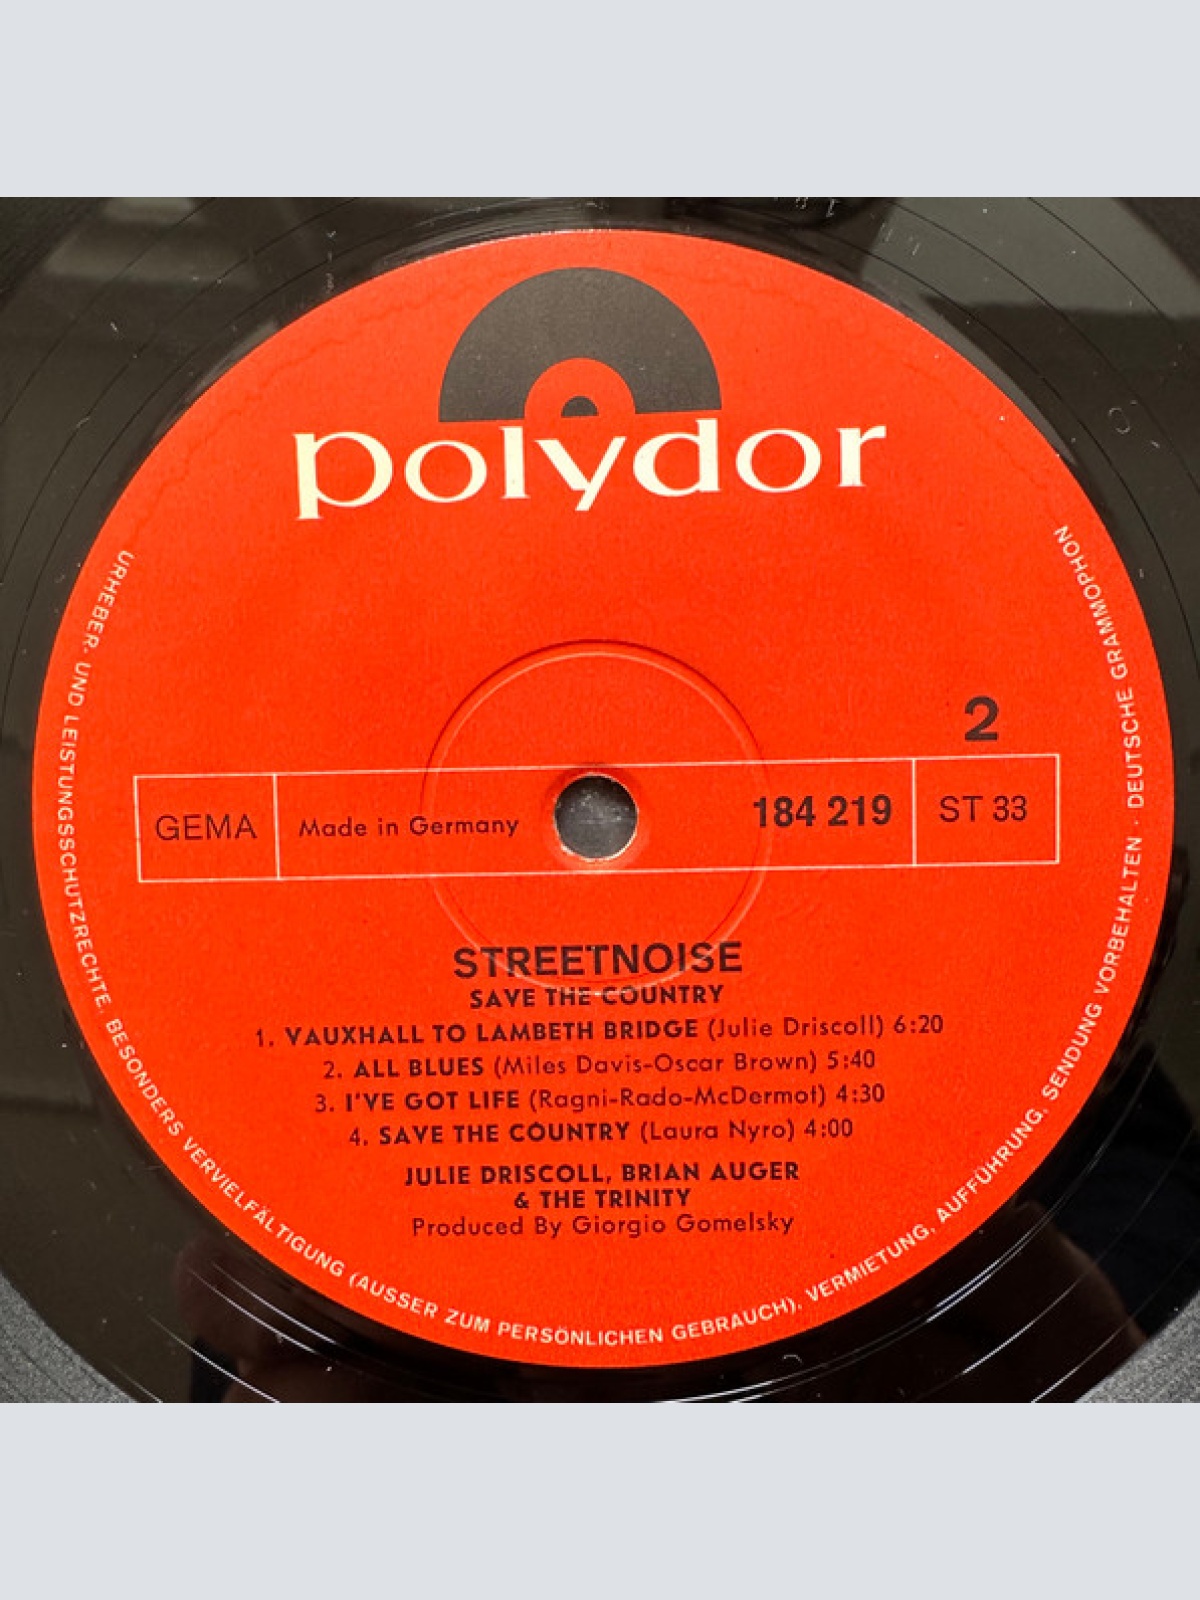 polydor
2
GEMA
Made in Germany
184 219
ST 33
STREETNOISE
SAVE THE COUNTRY
1. VAUXHALL TO LAMBETH BRIDGE (Julie Driscoll) 6:20
2. ALL BLUES (Miles Davis-Oscar Brown) 5:40
3. I'VE GOT LIFE (Ragni-Rado-McDermot) 4:30
4. SAVE THE COUNTRY (Laura Nyro) 4:00
JULIE DRISCOLL, BRIAN AUGER
& THE TRINITY
Produced By Giorgio Gomelsky
URHEBER- UND LEISTUNGSSCHUTZRECHTE, BESONDERS VERVIELFÄLTIGUNG (AUSSER ZUM PERSÖNLICHEN GEBRAUCH), VERMIETUNG, AUFFÜHRUNG, SENDUNG VORBEHALTEN · DEUTSCHE GRAMMOPHON